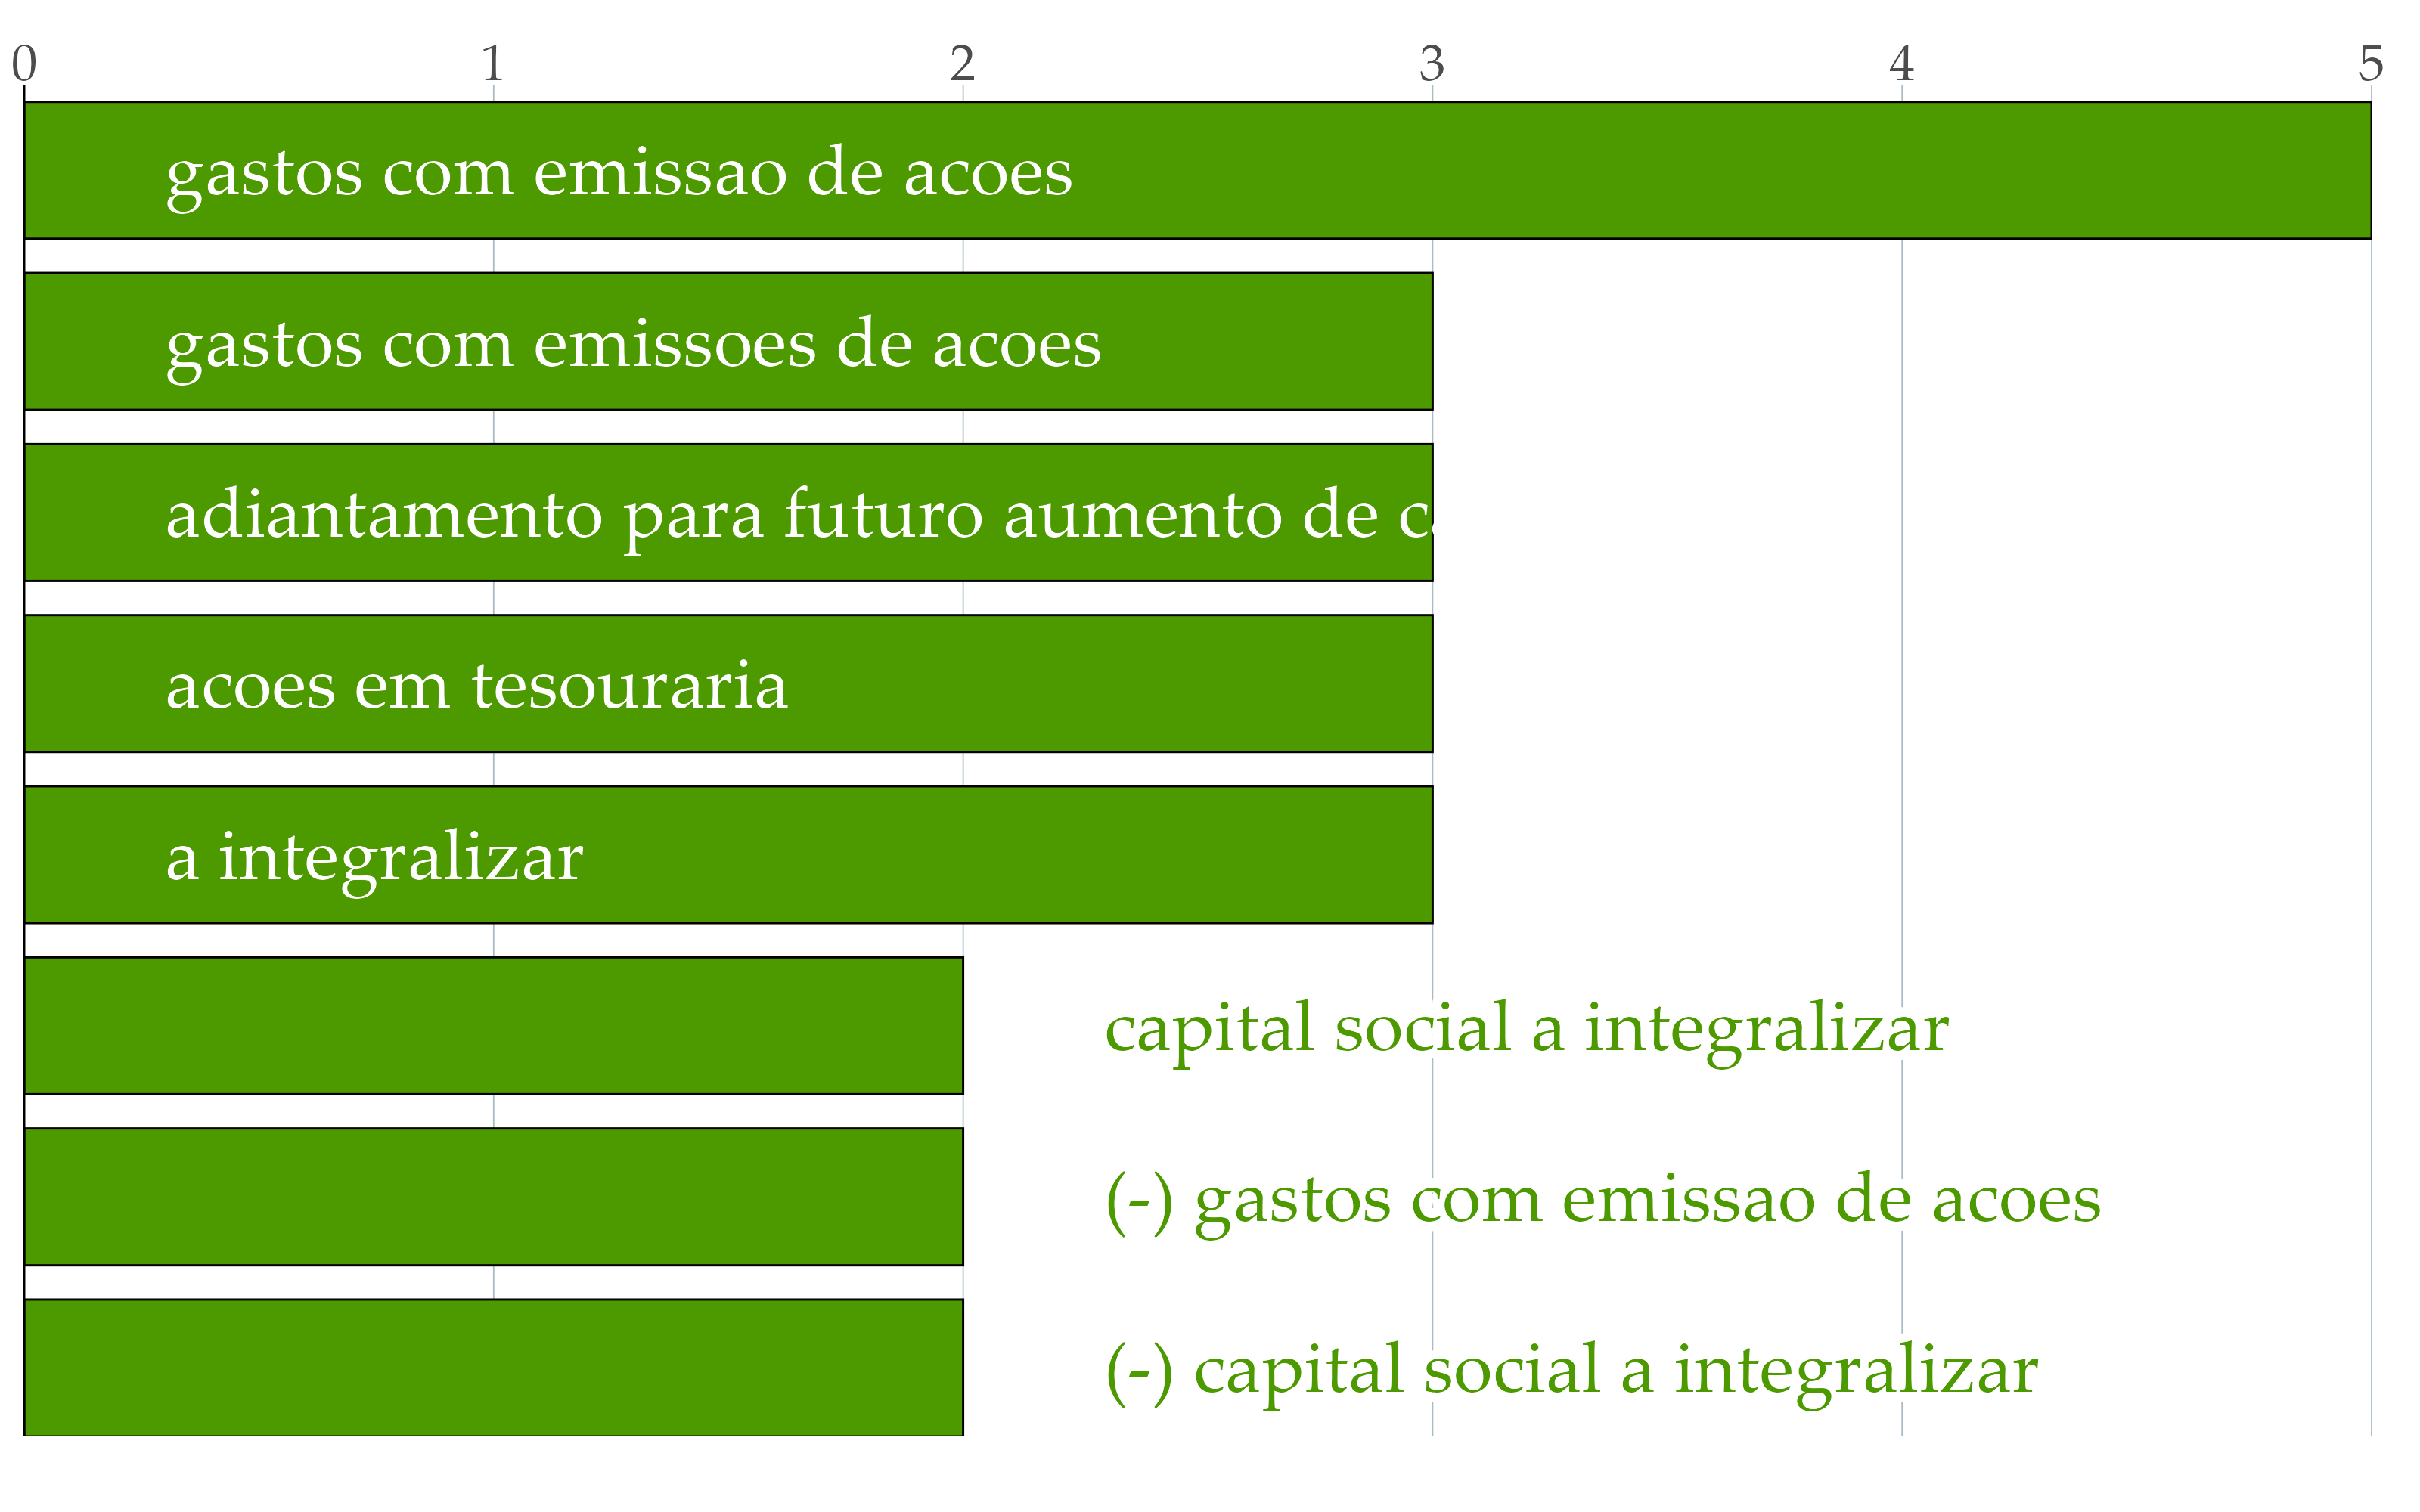 0 1 2 3 4 5
gastos com emissao de acoes
gastos com emissoes de acoes
adiantamento para futuro aumento de
acoes em tesouraria
a integralizar
capital social a integralizar
(-) gastos com emissao de acoes
(-) capital social a integralizar